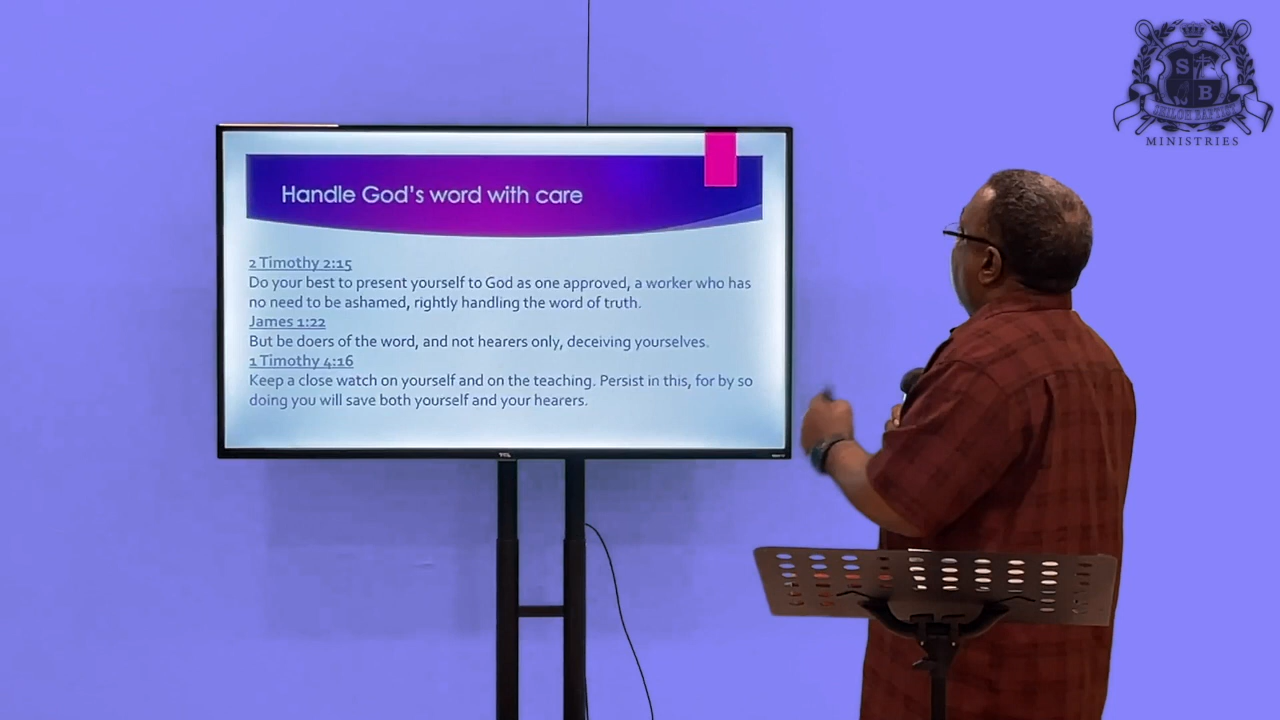 Handle God's word with care
2 Timothy 2:15
Do your best to present yourself to God as one approved, a worker who has
no need to be ashamed, rightly handling the word of truth.
James 1:22
But be doers of the word, and not hearers only, deceiving yourselves.
1 Timothy 4:16
Keep a close watch on yourself and on the teaching. Persist in this, for by so
doing you will save both yourself and your hearers.
TCL
S
B
SHILOH BAPTIST
MINISTRIES